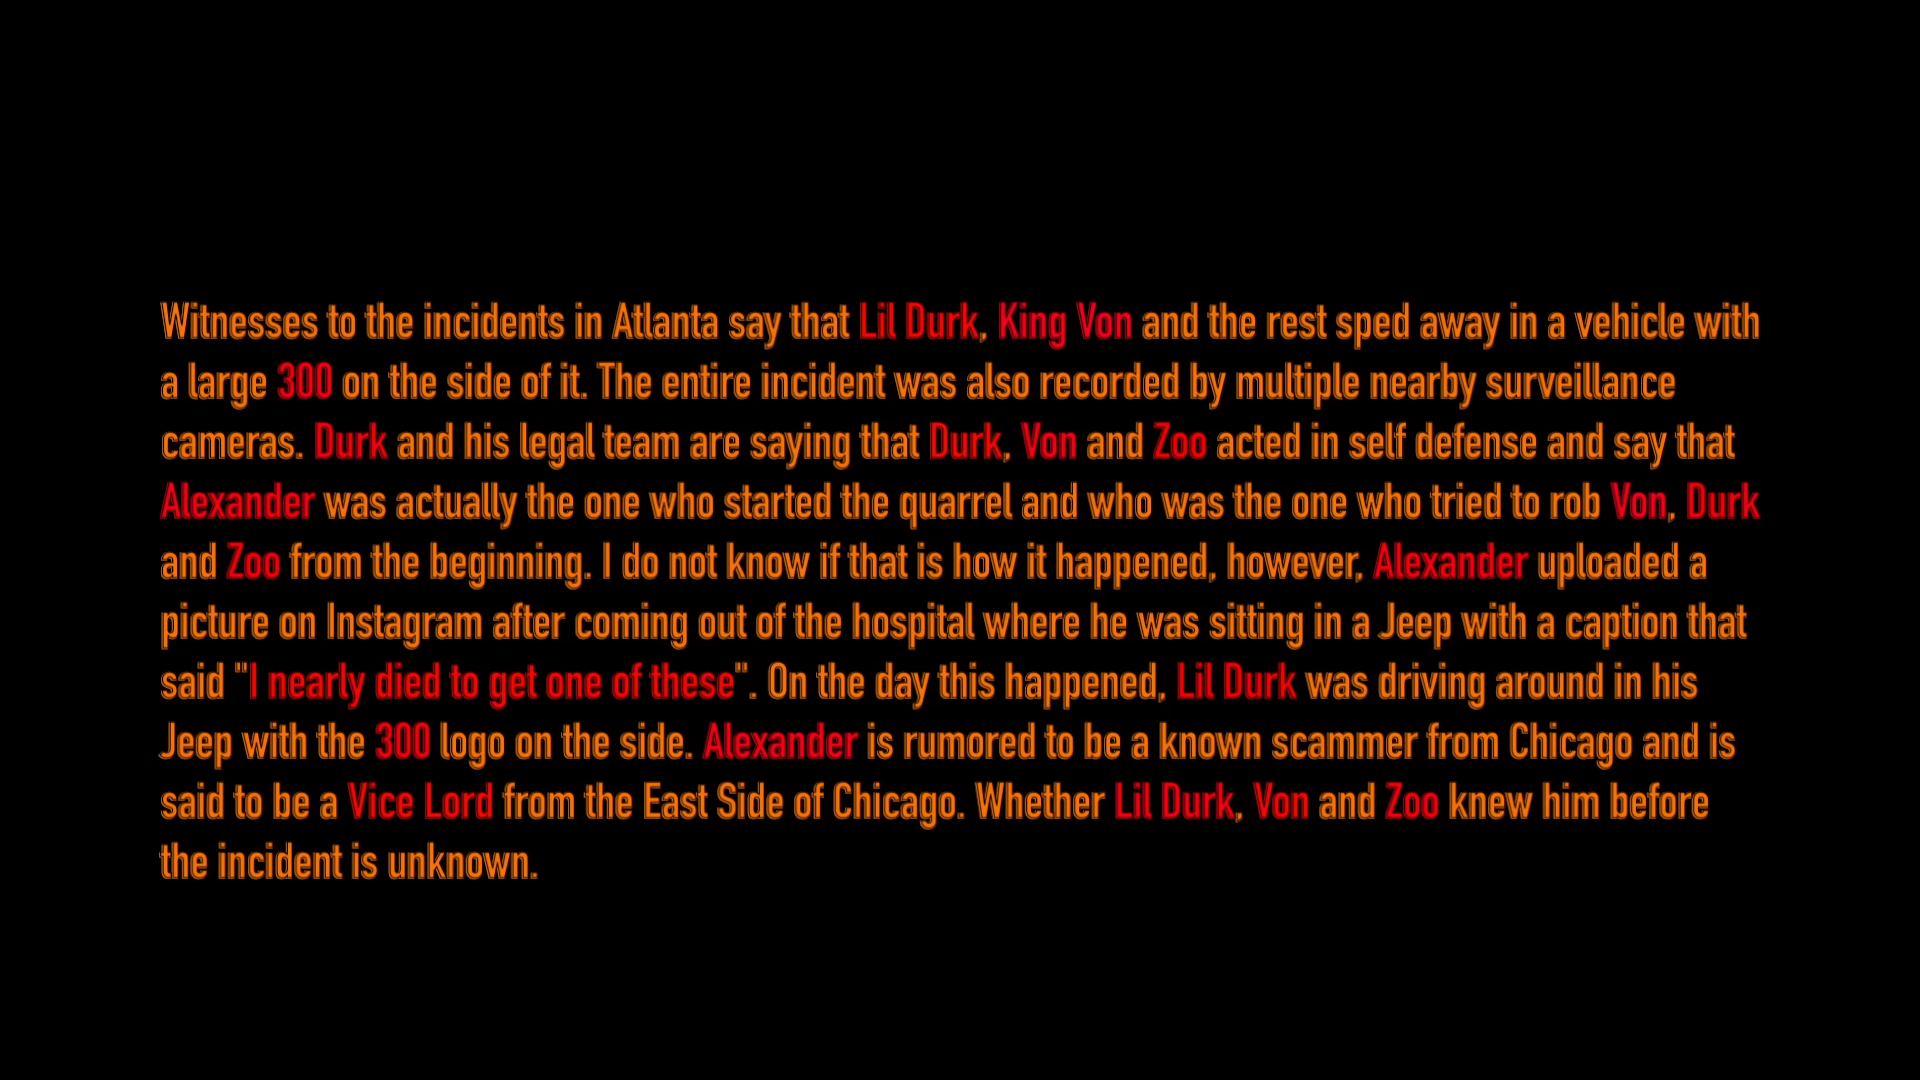 Witnesses to the incidents in Atlanta say that Lil Durk, King Von and the rest sped away in a vehicle with
a large 300 on the side of it. The entire incident was also recorded by multiple nearby surveillance
cameras. Durk and his legal team are saying that Durk, Von and Zoo acted in self defense and say that
Alexander was actually the one who started the quarrel and who was the one who tried to rob Von, Durk
and Zoo from the beginning. I do not know if that is how it happened, however, Alexander uploaded a
picture on Instagram after coming out of the hospital where he was sitting in a Jeep with a caption that
said "I nearly died to get one of these". On the day this happened, Lil Durk was driving around in his
Jeep with the 300 logo on the side. Alexander is rumored to be a known scammer from Chicago and is
said to be a Vice Lord from the East Side of Chicago. Whether Lil Durk, Von and Zoo knew him before
the incident is unknown.